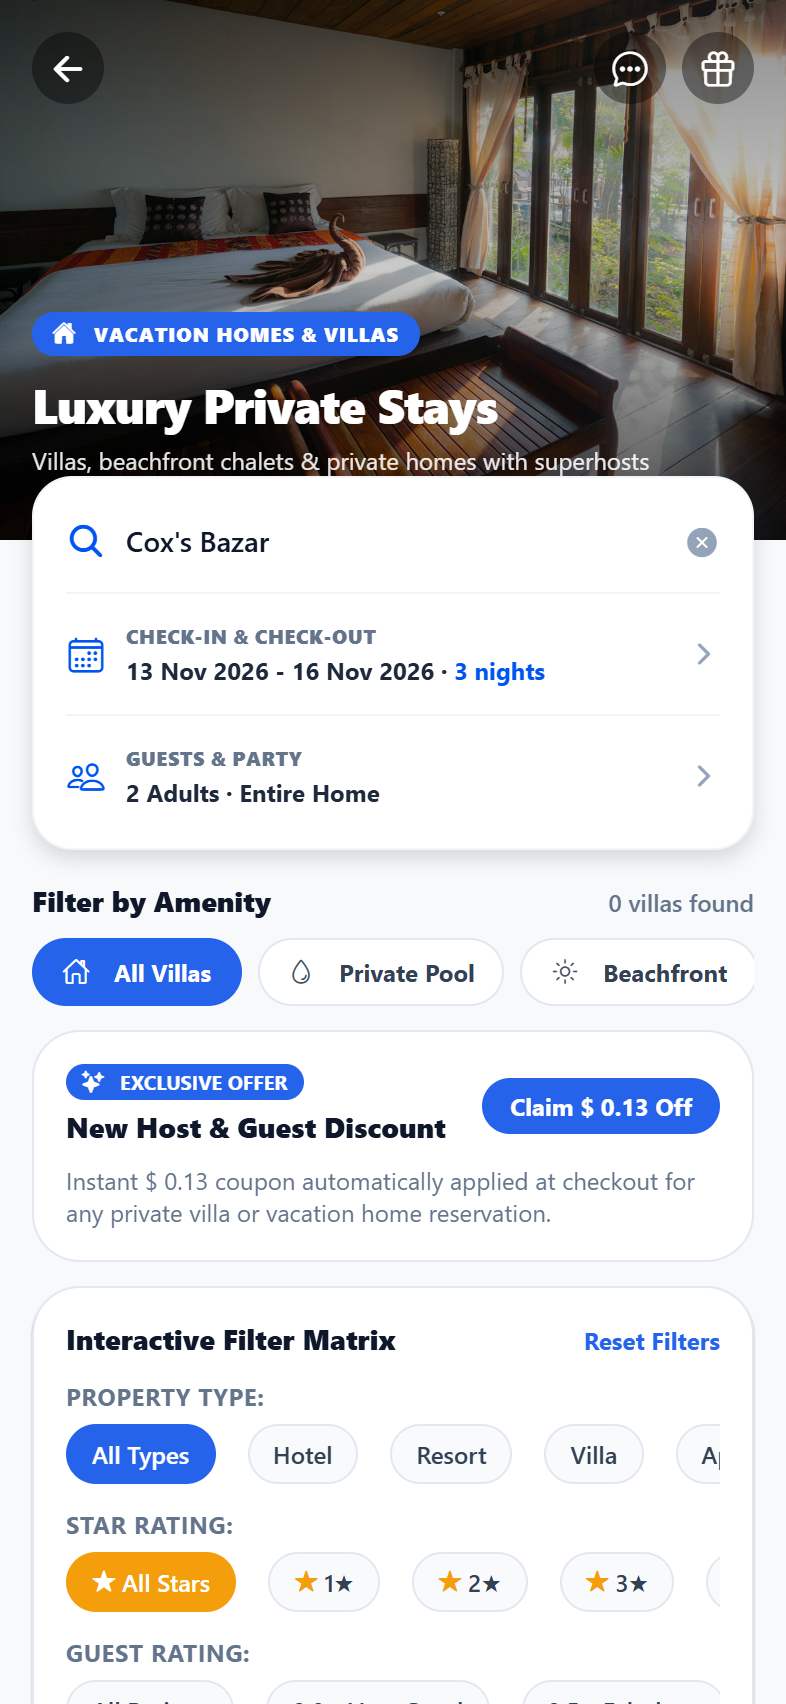 VACATION HOMES & VILLAS
Luxury Private Stays
Villas, beachfront chalets & private homes with superhosts
Cox's Bazar
CHECK-IN & CHECK-OUT
13 Nov 2026 - 16 Nov 2026 · 3 nights
GUESTS & PARTY
2 Adults · Entire Home
Filter by Amenity
0 villas found
All Villas
Private Pool
Beachfront
EXCLUSIVE OFFER
New Host & Guest Discount
Claim $ 0.13 Off
Instant $ 0.13 coupon automatically applied at checkout for
any private villa or vacation home reservation.
Interactive Filter Matrix
Reset Filters
PROPERTY TYPE:
All Types
Hotel
Resort
Villa
STAR RATING:
★ All Stars
★ 1★
★ 2★
★ 3★
GUEST RATING: